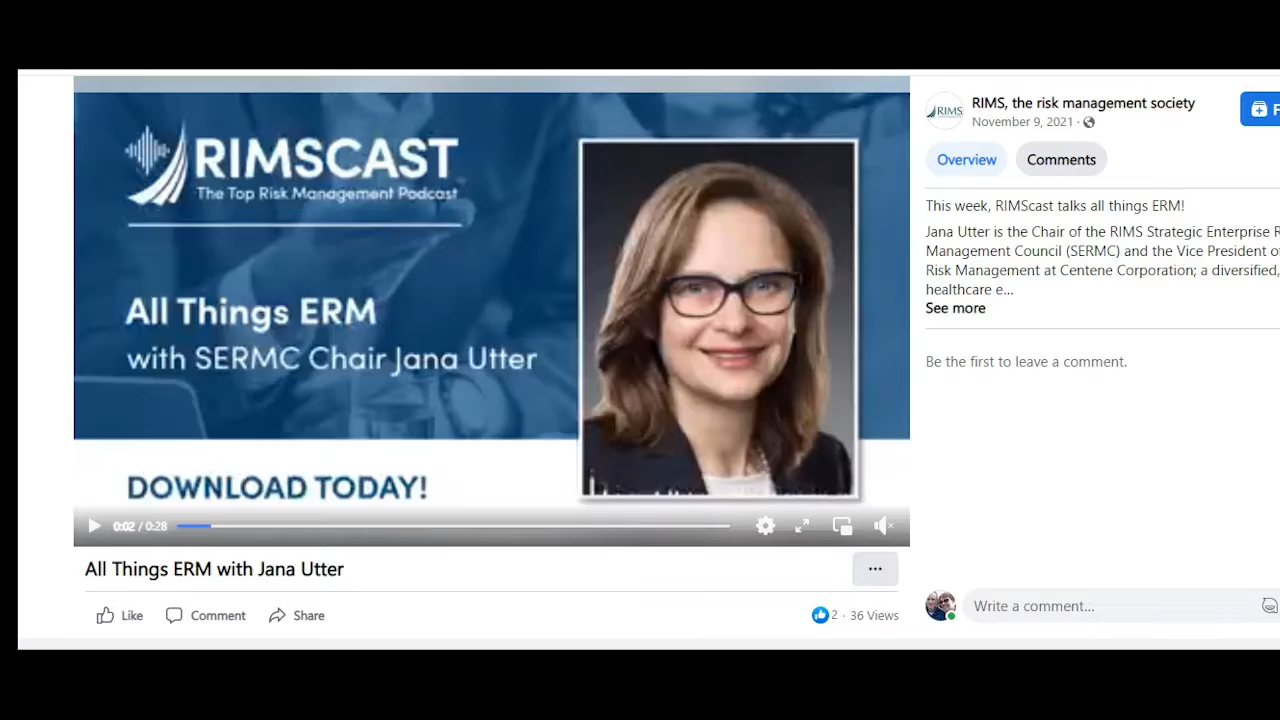 RIMSCAST
The Top Risk Management Podcast
All Things ERM
with SERMC Chair Jana Utter
DOWNLOAD TODAY!
0:02 / 0:28
All Things ERM with Jana Utter
Like
Comment
Share
2 · 36 Views
RIMS
RIMS, the risk management society
November 9, 2021 ·
F
Overview
Comments
This week, RIMScast talks all things ERM!
Jana Utter is the Chair of the RIMS Strategic Enterprise R
Management Council (SERMC) and the Vice President o
Risk Management at Centene Corporation; a diversified,
healthcare e...
See more
Be the first to leave a comment.
Write a comment...